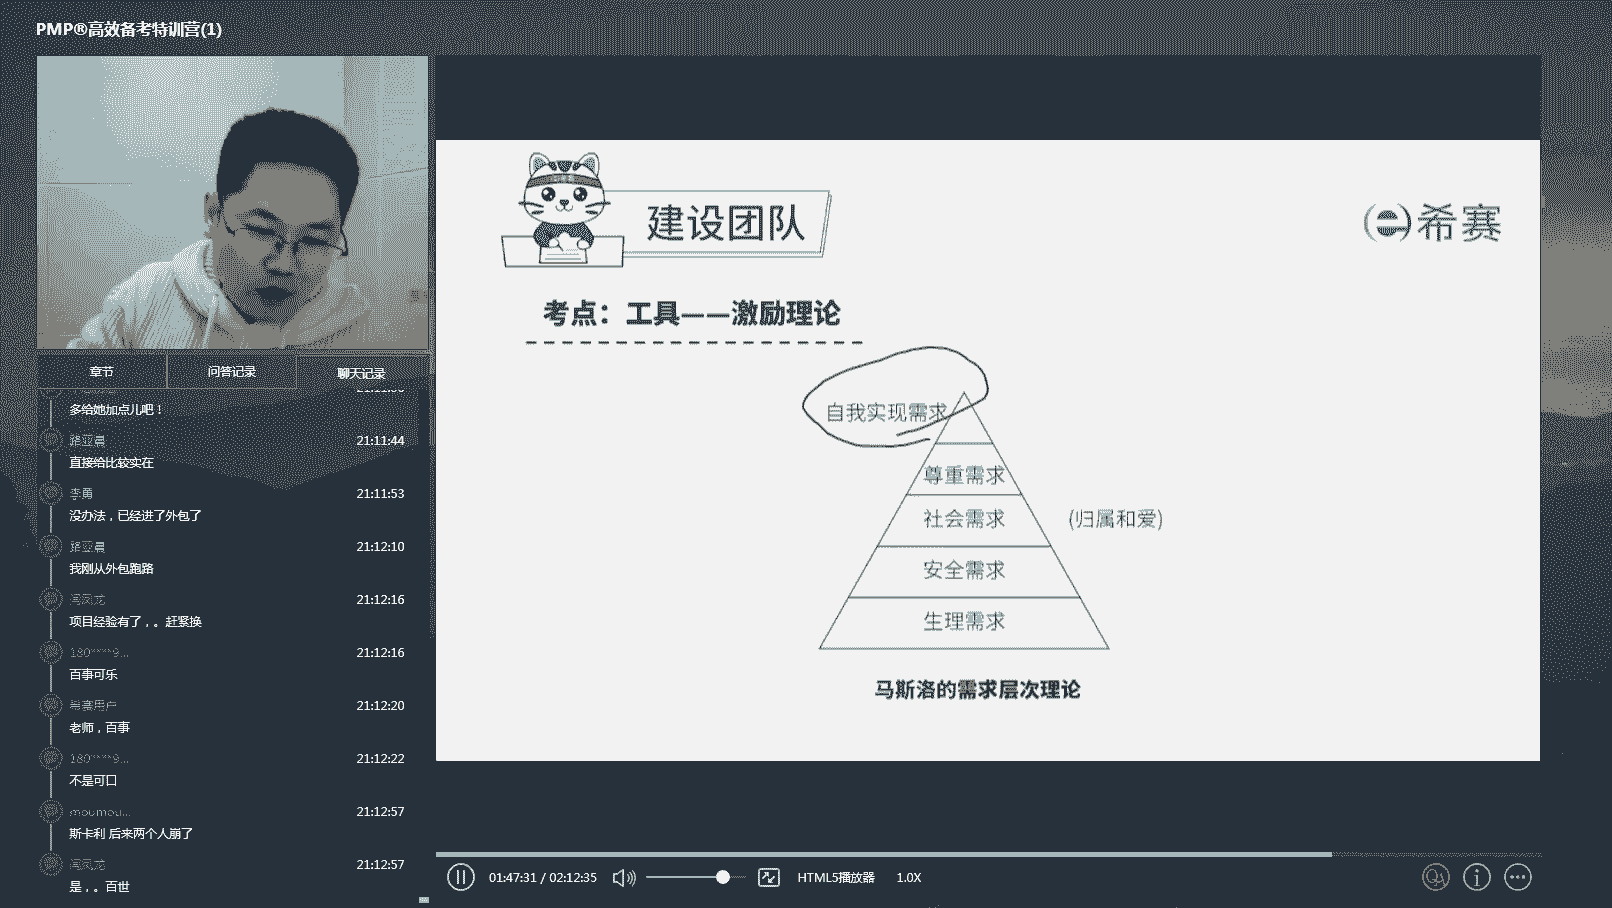 PMP®高效备考特训营(1)
章节
问答记录
聊天记录
多给她加点儿吧！
路亚晨
21:11:44
直接给比较实在
李勇
21:11:53
没办法，已经进了外包了
路亚晨
21:12:10
我刚从外包跑路
21:12:16
项目经验有了，。赶紧换
180****9...
21:12:16
百事可乐
希赛用户
21:12:20
老师，百事
180****9...
21:12:22
不是可口
moumou...
21:12:57
斯卡利 后来两个人崩了
21:12:57
是，。百世
建设团队
希赛
考点：工具——激励理论
自我实现需求
尊重需求
社会需求
(归属和爱)
安全需求
生理需求
马斯洛的需求层次理论
01:47:31 / 02:12:35
HTML5播放器
1.0X